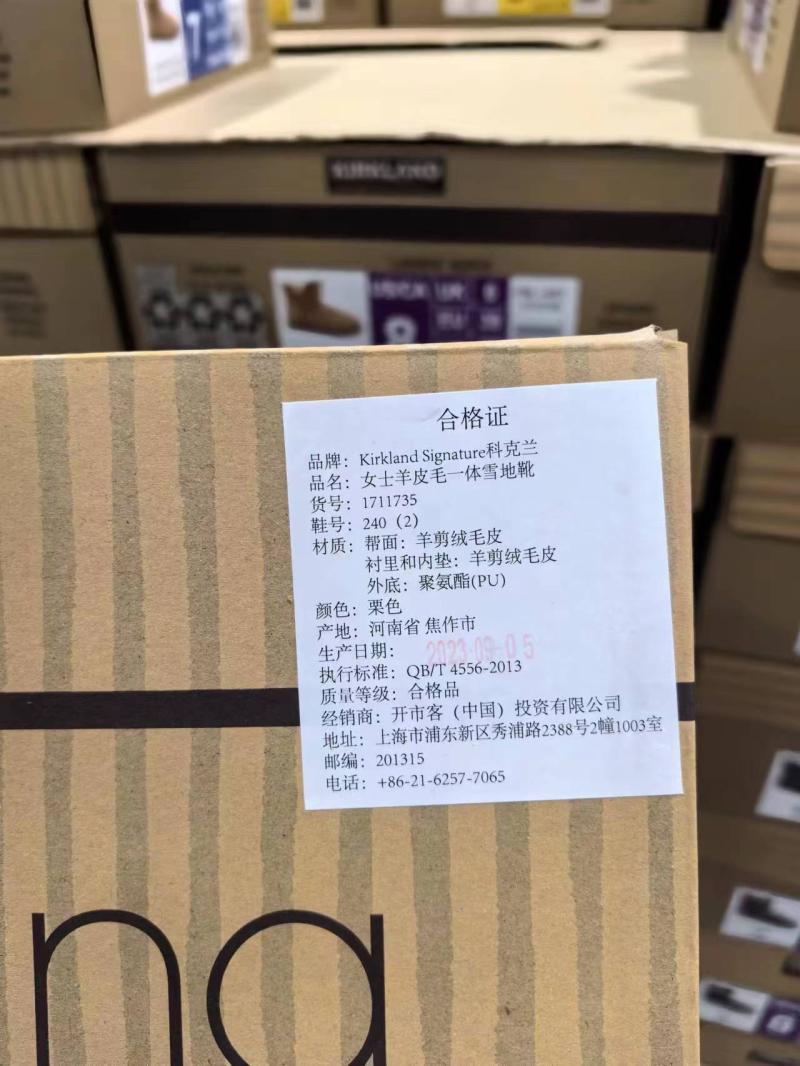 7
KIRKLAND
合格证
品牌：Kirkland Signature科克兰
品名：女士羊皮毛一体雪地靴
货号：1711735
鞋号：240（2）
材质：帮面：羊剪绒毛皮
衬里和内垫：羊剪绒毛皮
外底：聚氨酯(PU)
颜色：栗色
产地：河南省 焦作市
生产日期：2023-09-05
执行标准：QB/T 4556-2013
质量等级：合格品
经销商：开市客（中国）投资有限公司
地址：上海市浦东新区秀浦路2388号2幢1003室
邮编：201315
电话：+86-21-6257-7065